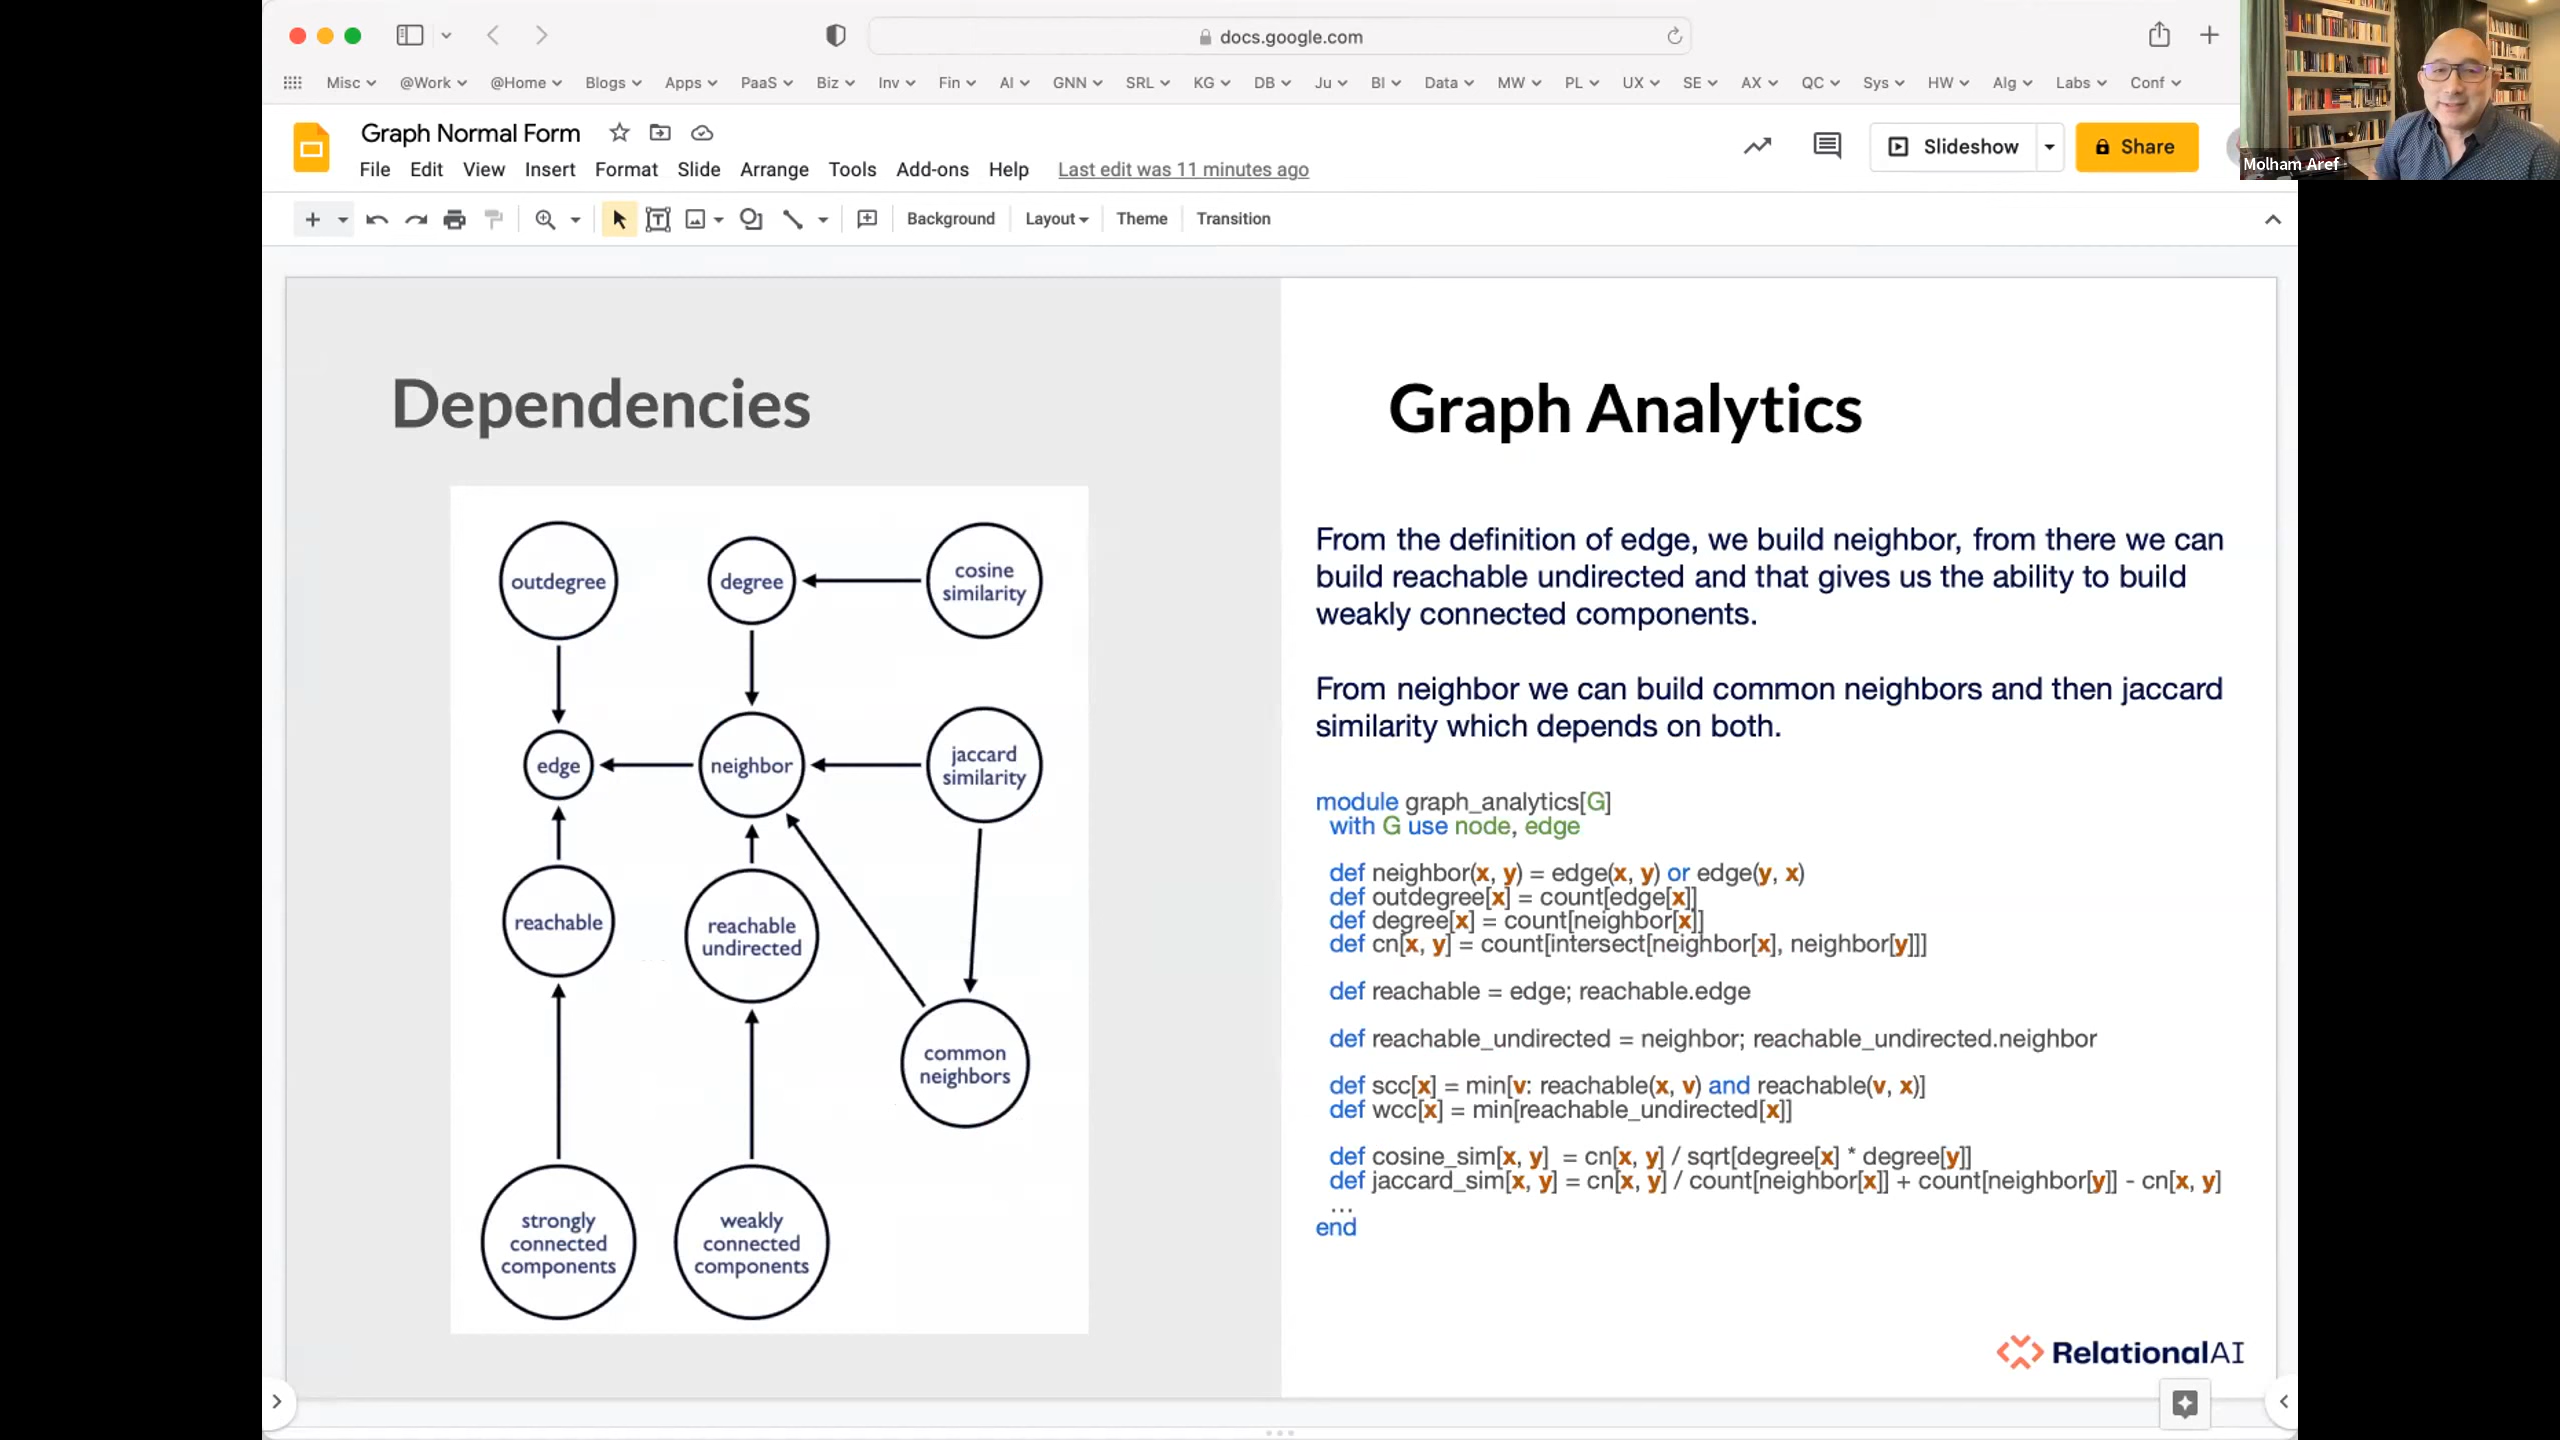 docs.google.com
Misc @Work @Home Blogs Apps PaaS Biz Inv Fin AI GNN SRL KG DB Ju BI Data MW PL UX SE AX QC Sys HW Alg Labs Conf
Molham Aref
Graph Normal Form
Slideshow
Share
File Edit View Insert Format Slide Arrange Tools Add-ons Help Last edit was 11 minutes ago
Background Layout Theme Transition
Dependencies
outdegree
degree
cosine
similarity
edge
neighbor
jaccard
similarity
reachable
reachable
undirected
common
neighbors
strongly
connected
components
weakly
connected
components
Graph Analytics
From the definition of edge, we build neighbor, from there we can
build reachable undirected and that gives us the ability to build
weakly connected components.
From neighbor we can build common neighbors and then jaccard
similarity which depends on both.
module graph_analytics[G]
with G use node, edge
def neighbor(x, y) = edge(x, y) or edge(y, x)
def outdegree[x] = count[edge[x]]
def degree[x] = count[neighbor[x]]
def cn[x, y] = count[intersect[neighbor[x], neighbor[y]]]
def reachable = edge; reachable.edge
def reachable_undirected = neighbor; reachable_undirected.neighbor
def scc[x] = min[v: reachable(x, v) and reachable(v, x)]
def wcc[x] = min[reachable_undirected[x]]
def cosine_sim[x, y] = cn[x, y] / sqrt[degree[x] * degree[y]]
def jaccard_sim[x, y] = cn[x, y] / count[neighbor[x]] + count[neighbor[y]] - cn[x, y]
...
end
RelationalAI